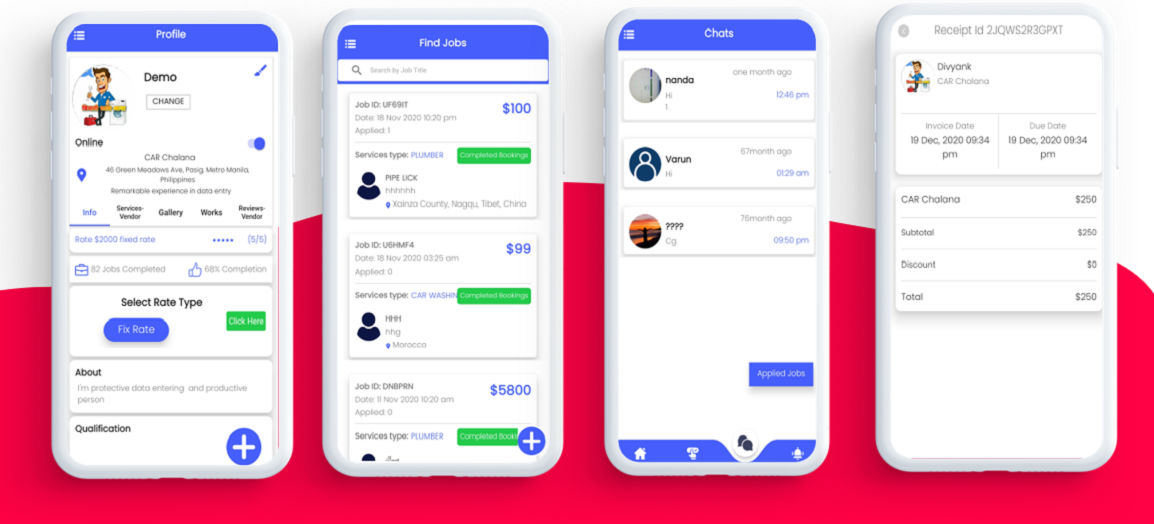 Profile
Demo
CHANGE
Online
CAR Chalana
46 Green Meadows Ave, Pasig, Metro Manila,
Philippines
Remarkable experience in data entry
Info
Services-
Vendor
Gallery
Works
Reviews-
Vendor
Rate $2000 fixed rate
(5/5)
82 Jobs Completed
68% Completion
Select Rate Type
Fix Rate
Click Here
About
I'm protective data entering and productive
person
Qualification
Find Jobs
Search by Job Title
Job ID: UF69IT
$100
Date: 18 Nov 2020 10:20 pm
Applied: 1
Services type: PLUMBER
Completed Bookings
PIPE LICK
hhhhhh
Xainza County, Nagqu, Tibet, China
Job ID: U6HMF4
$99
Date: 18 Nov 2020 03:25 am
Applied: 0
Services type: CAR WASHIN
Completed Bookings
HHH
hhg
Morocco
Job ID: DNBPRN
$5800
Date: 11 Nov 2020 10:20 am
Applied: 0
Services type: PLUMBER
Completed Book
Chats
nanda
one month ago
Hi
12:46 pm
1
Varun
67month ago
Hi
01:29 am
????
76month ago
Cg
09:50 pm
Applied Jobs
Receipt Id 2JQWS2R3GPXT
Divyank
CAR Chalana
Invoice Date
19 Dec, 2020 09:34
pm
Due Date
19 Dec, 2020 09:34
pm
CAR Chalana
$250
Subtotal
$250
Discount
$0
Total
$250